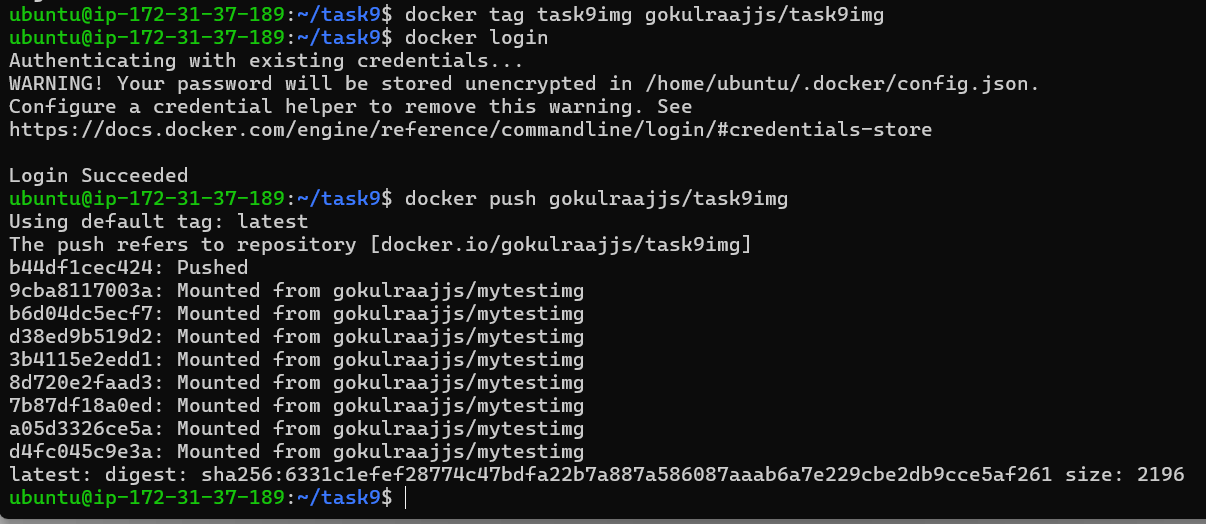 ubuntu@ip-172-31-37-189:~/task9$ docker tag task9img gokulraajjs/task9img
ubuntu@ip-172-31-37-189:~/task9$ docker login
Authenticating with existing credentials...
WARNING! Your password will be stored unencrypted in /home/ubuntu/.docker/config.json.
Configure a credential helper to remove this warning. See
https://docs.docker.com/engine/reference/commandline/login/#credentials-store
Login Succeeded
ubuntu@ip-172-31-37-189:~/task9$ docker push gokulraajjs/task9img
Using default tag: latest
The push refers to repository [docker.io/gokulraajjs/task9img]
b44df1cec424: Pushed
9cba8117003a: Mounted from gokulraajjs/mytestimg
b6d04dc5ecf7: Mounted from gokulraajjs/mytestimg
d38ed9b519d2: Mounted from gokulraajjs/mytestimg
3b4115e2edd1: Mounted from gokulraajjs/mytestimg
8d720e2faad3: Mounted from gokulraajjs/mytestimg
7b87df18a0ed: Mounted from gokulraajjs/mytestimg
a05d3326ce5a: Mounted from gokulraajjs/mytestimg
d4fc045c9e3a: Mounted from gokulraajjs/mytestimg
latest: digest: sha256:6331c1efef28774c47bdfa22b7a887a586087aaab6a7e229cbe2db9cce5af261 size: 2196
ubuntu@ip-172-31-37-189:~/task9$